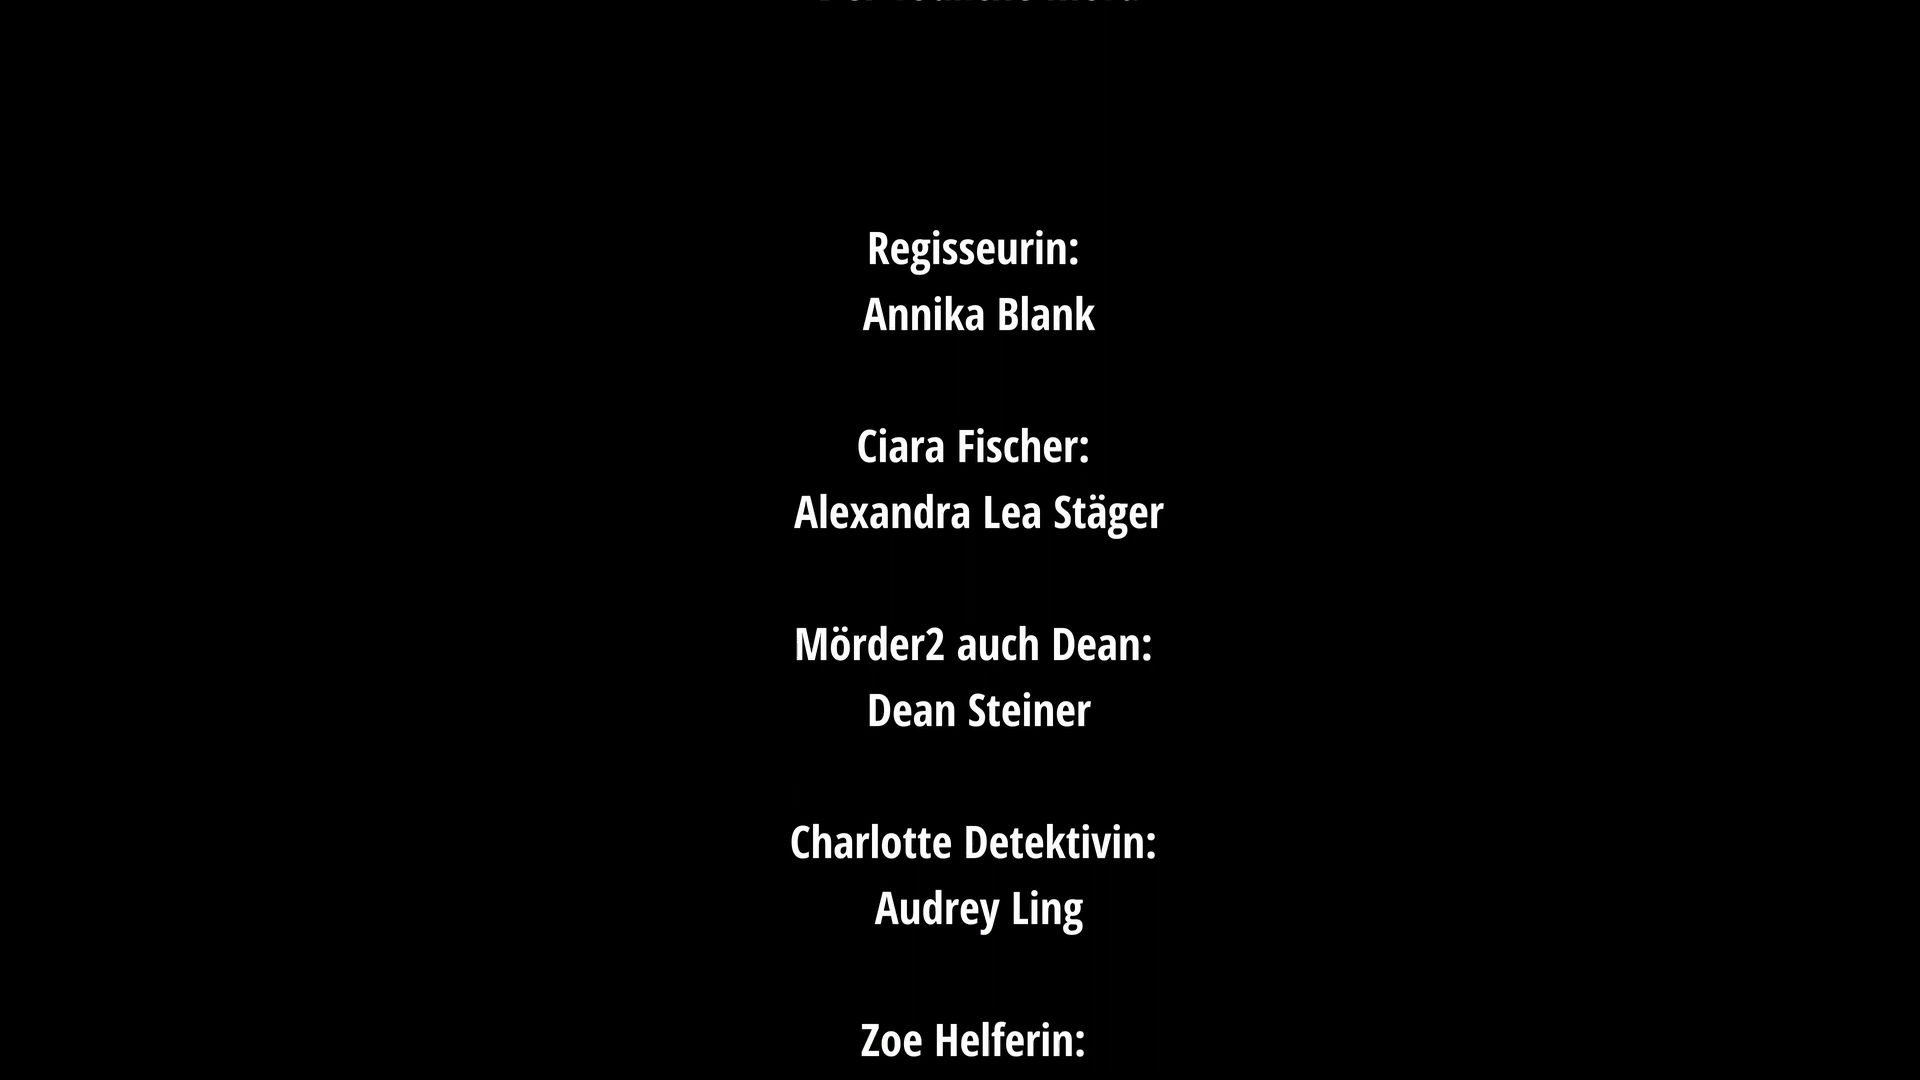 Regisseurin:
Annika Blank
Ciara Fischer:
Alexandra Lea Stäger
Mörder2 auch Dean:
Dean Steiner
Charlotte Detektivin:
Audrey Ling
Zoe Helferin: